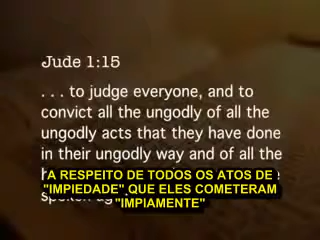 Jude 1:15
. . . to judge everyone, and to
convict all the ungodly of all the
ungodly acts that they have done
in their ungodly way and of all the
A RESPEITO DE TODOS OS ATOS DE
"IMPIEDADE" QUE ELES COMETERAM
"IMPIAMENTE"